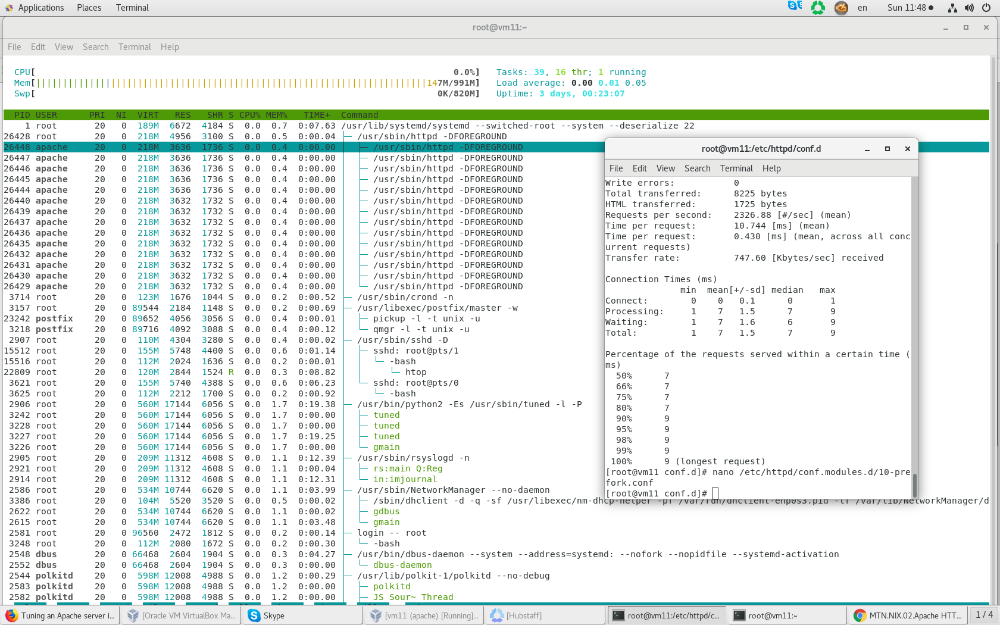 Applications Places Terminal en Sun 11:48
root@vm11:~
File Edit View Search Terminal Help
CPU[ 0.0%] Tasks: 39, 16 thr; 1 running
Mem[||||||||||||||||||||||||||||||||||||||||||||||||||||||||||||||||||||||||147M/991M] Load average: 0.00 0.01 0.05
Swp[ 0K/820M] Uptime: 3 days, 00:23:07
PID USER PRI NI VIRT RES SHR S CPU% MEM% TIME+ Command
1 root 20 0 189M 6672 4184 S 0.0 0.7 0:07.63 /usr/lib/systemd/systemd --switched-root --system --deserialize 22
26428 root 20 0 218M 4956 3100 S 0.0 0.5 0:00.04 ├─ /usr/sbin/httpd -DFOREGROUND
26448 apache 20 0 218M 3636 1736 S 0.0 0.4 0:00.00 │ ├─ /usr/sbin/httpd -DFOREGROUND
26447 apache 20 0 218M 3636 1736 S 0.0 0.4 0:00.00 │ ├─ /usr/sbin/httpd -DFOREGROUND
26446 apache 20 0 218M 3636 1736 S 0.0 0.4 0:00.00 │ ├─ /usr/sbin/httpd -DFOREGROUND
26445 apache 20 0 218M 3636 1736 S 0.0 0.4 0:00.00 │ ├─ /usr/sbin/httpd -DFOREGROUND
26444 apache 20 0 218M 3636 1736 S 0.0 0.4 0:00.00 │ ├─ /usr/sbin/httpd -DFOREGROUND
26440 apache 20 0 218M 3632 1732 S 0.0 0.4 0:00.00 │ ├─ /usr/sbin/httpd -DFOREGROUND
26439 apache 20 0 218M 3632 1732 S 0.0 0.4 0:00.00 │ ├─ /usr/sbin/httpd -DFOREGROUND
26437 apache 20 0 218M 3632 1732 S 0.0 0.4 0:00.00 │ ├─ /usr/sbin/httpd -DFOREGROUND
26436 apache 20 0 218M 3632 1732 S 0.0 0.4 0:00.00 │ ├─ /usr/sbin/httpd -DFOREGROUND
26435 apache 20 0 218M 3632 1732 S 0.0 0.4 0:00.00 │ ├─ /usr/sbin/httpd -DFOREGROUND
26432 apache 20 0 218M 3632 1732 S 0.0 0.4 0:00.00 │ ├─ /usr/sbin/httpd -DFOREGROUND
26431 apache 20 0 218M 3632 1732 S 0.0 0.4 0:00.00 │ ├─ /usr/sbin/httpd -DFOREGROUND
26430 apache 20 0 218M 3632 1732 S 0.0 0.4 0:00.00 │ ├─ /usr/sbin/httpd -DFOREGROUND
26429 apache 20 0 218M 3632 1732 S 0.0 0.4 0:00.00 │ └─ /usr/sbin/httpd -DFOREGROUND
3714 root 20 0 123M 1676 1044 S 0.0 0.2 0:00.52 ├─ /usr/sbin/crond -n
3157 root 20 0 89544 2184 1148 S 0.0 0.2 0:00.69 ├─ /usr/libexec/postfix/master -w
23242 postfix 20 0 89652 4056 3056 S 0.0 0.4 0:00.01 │ ├─ pickup -l -t unix -u
3218 postfix 20 0 89716 4092 3088 S 0.0 0.4 0:00.12 │ └─ qmgr -l -t unix -u
2907 root 20 0 110M 4304 3280 S 0.0 0.4 0:00.02 ├─ /usr/sbin/sshd -D
15512 root 20 0 155M 5748 4400 S 0.0 0.6 0:01.14 │ ├─ sshd: root@pts/1
15516 root 20 0 112M 2024 1636 S 0.0 0.2 0:00.01 │ │ └─ -bash
22809 root 20 0 120M 2844 1524 R 0.0 0.3 0:08.82 │ │ └─ htop
3621 root 20 0 155M 5740 4388 S 0.0 0.6 0:06.23 │ └─ sshd: root@pts/0
3625 root 20 0 112M 2212 1700 S 0.0 0.2 0:00.92 │ └─ -bash
2906 root 20 0 560M 17144 6056 S 0.0 1.7 0:19.38 ├─ /usr/bin/python2 -Es /usr/sbin/tuned -l -P
3242 root 20 0 560M 17144 6056 S 0.0 1.7 0:00.00 │ ├─ tuned
3228 root 20 0 560M 17144 6056 S 0.0 1.7 0:00.00 │ ├─ tuned
3227 root 20 0 560M 17144 6056 S 0.0 1.7 0:19.25 │ ├─ tuned
3226 root 20 0 560M 17144 6056 S 0.0 1.7 0:00.00 │ └─ gmain
2905 root 20 0 209M 11312 4608 S 0.0 1.1 0:12.39 ├─ /usr/sbin/rsyslogd -n
2921 root 20 0 209M 11312 4608 S 0.0 1.1 0:00.04 │ ├─ rs:main Q:Reg
2914 root 20 0 209M 11312 4608 S 0.0 1.1 0:12.31 │ └─ in:imjournal
2586 root 20 0 534M 10744 6620 S 0.0 1.1 0:03.99 ├─ /usr/sbin/NetworkManager --no-daemon
3386 root 20 0 104M 5520 3520 S 0.0 0.5 0:00.02 │ ├─ /sbin/dhclient -d -q -sf /usr/libexec/nm-dhcp-helper -pf /var/run/dhclient-enp0s3.pid -lf /var/lib/NetworkManager/d
2622 root 20 0 534M 10744 6620 S 0.0 1.1 0:00.02 │ ├─ gdbus
2615 root 20 0 534M 10744 6620 S 0.0 1.1 0:03.48 │ └─ gmain
2581 root 20 0 96560 2472 1812 S 0.0 0.2 0:00.14 ├─ login -- root
3248 root 20 0 112M 2080 1672 S 0.0 0.2 0:00.30 │ └─ -bash
2548 dbus 20 0 66468 2604 1904 S 0.0 0.3 0:04.27 ├─ /usr/bin/dbus-daemon --system --address=systemd: --nofork --nopidfile --systemd-activation
2552 dbus 20 0 66468 2604 1904 S 0.0 0.3 0:00.00 │ └─ dbus-daemon
2544 polkitd 20 0 598M 12008 4988 S 0.0 1.2 0:00.29 ├─ /usr/lib/polkit-1/polkitd --no-debug
2583 polkitd 20 0 598M 12008 4988 S 0.0 1.2 0:00.00 │ ├─ polkitd
2582 polkitd 20 0 598M 12008 4988 S 0.0 1.2 0:00.00 │ ├─ JS Sour~ Thread
root@vm11:/etc/httpd/conf.d
File Edit View Search Terminal Help
Write errors: 0
Total transferred: 8225 bytes
HTML transferred: 1725 bytes
Requests per second: 2326.88 [#/sec] (mean)
Time per request: 10.744 [ms] (mean)
Time per request: 0.430 [ms] (mean, across all conc
urrent requests)
Transfer rate: 747.60 [Kbytes/sec] received
Connection Times (ms)
min mean[+/-sd] median max
Connect: 0 0 0.1 0 1
Processing: 1 7 1.5 7 9
Waiting: 1 7 1.6 6 9
Total: 1 7 1.5 7 9
Percentage of the requests served within a certain time (
ms)
50% 7
66% 7
75% 7
80% 7
90% 9
95% 9
98% 9
99% 9
100% 9 (longest request)
[root@vm11 conf.d]# nano /etc/httpd/conf.modules.d/10-pre
fork.conf
[root@vm11 conf.d]#
Tuning an Apache server i... [Oracle VM VirtualBox Ma... Skype [vm11 (apache) [Running]... [Hubstaff] root@vm11:/etc/httpd/c... root@vm11:~ MTN.NIX.02.Apache HTT... 1 / 4